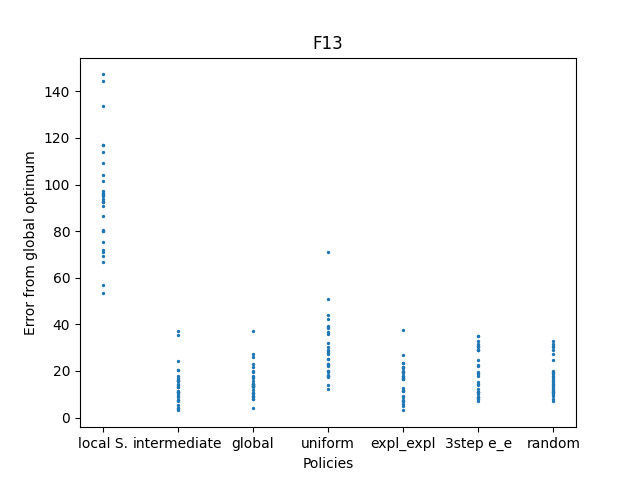 F13
Error from global optimum
140
120
100
80
60
40
20
0
local S. intermediate global uniform expl_expl 3step e_e random
Policies